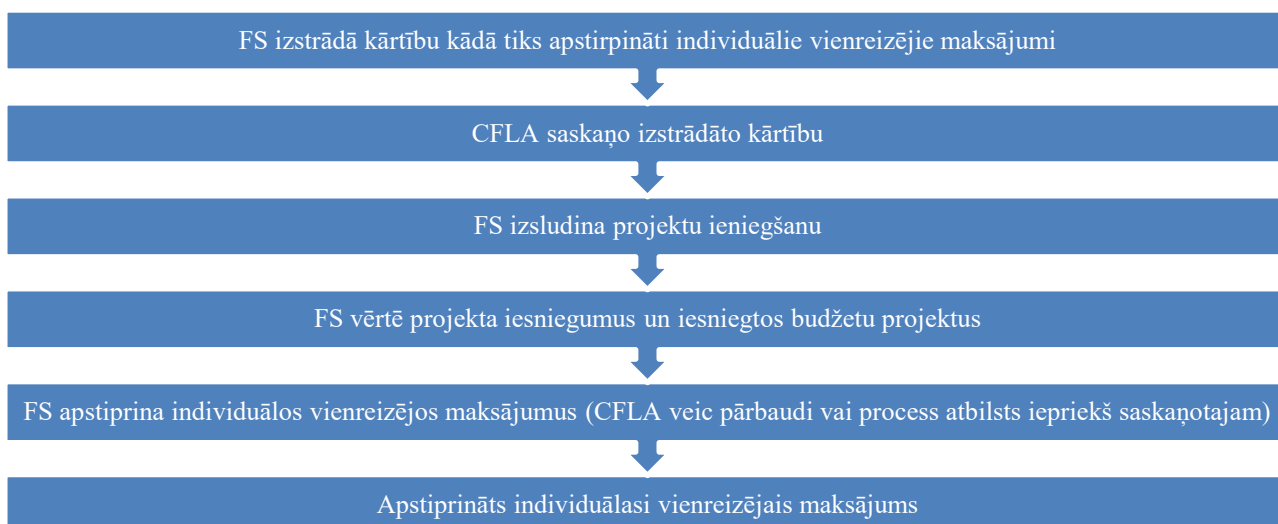 FS izstrādā kārtību kādā tiks apstirpināti individuālie vienreizējie maksājumi
CFLA saskaņo izstrādāto kārtību
FS izsludina projektu ieniegšanu
FS vērtē projekta iesniegumus un iesniegtos budžetu projektus
FS apstiprina individuālos vienreizējos maksājumus (CFLA veic pārbaudi vai process atbilsts iepriekš saskaņotajam)
Apstiprināts individuālasi vienreizējais maksājums